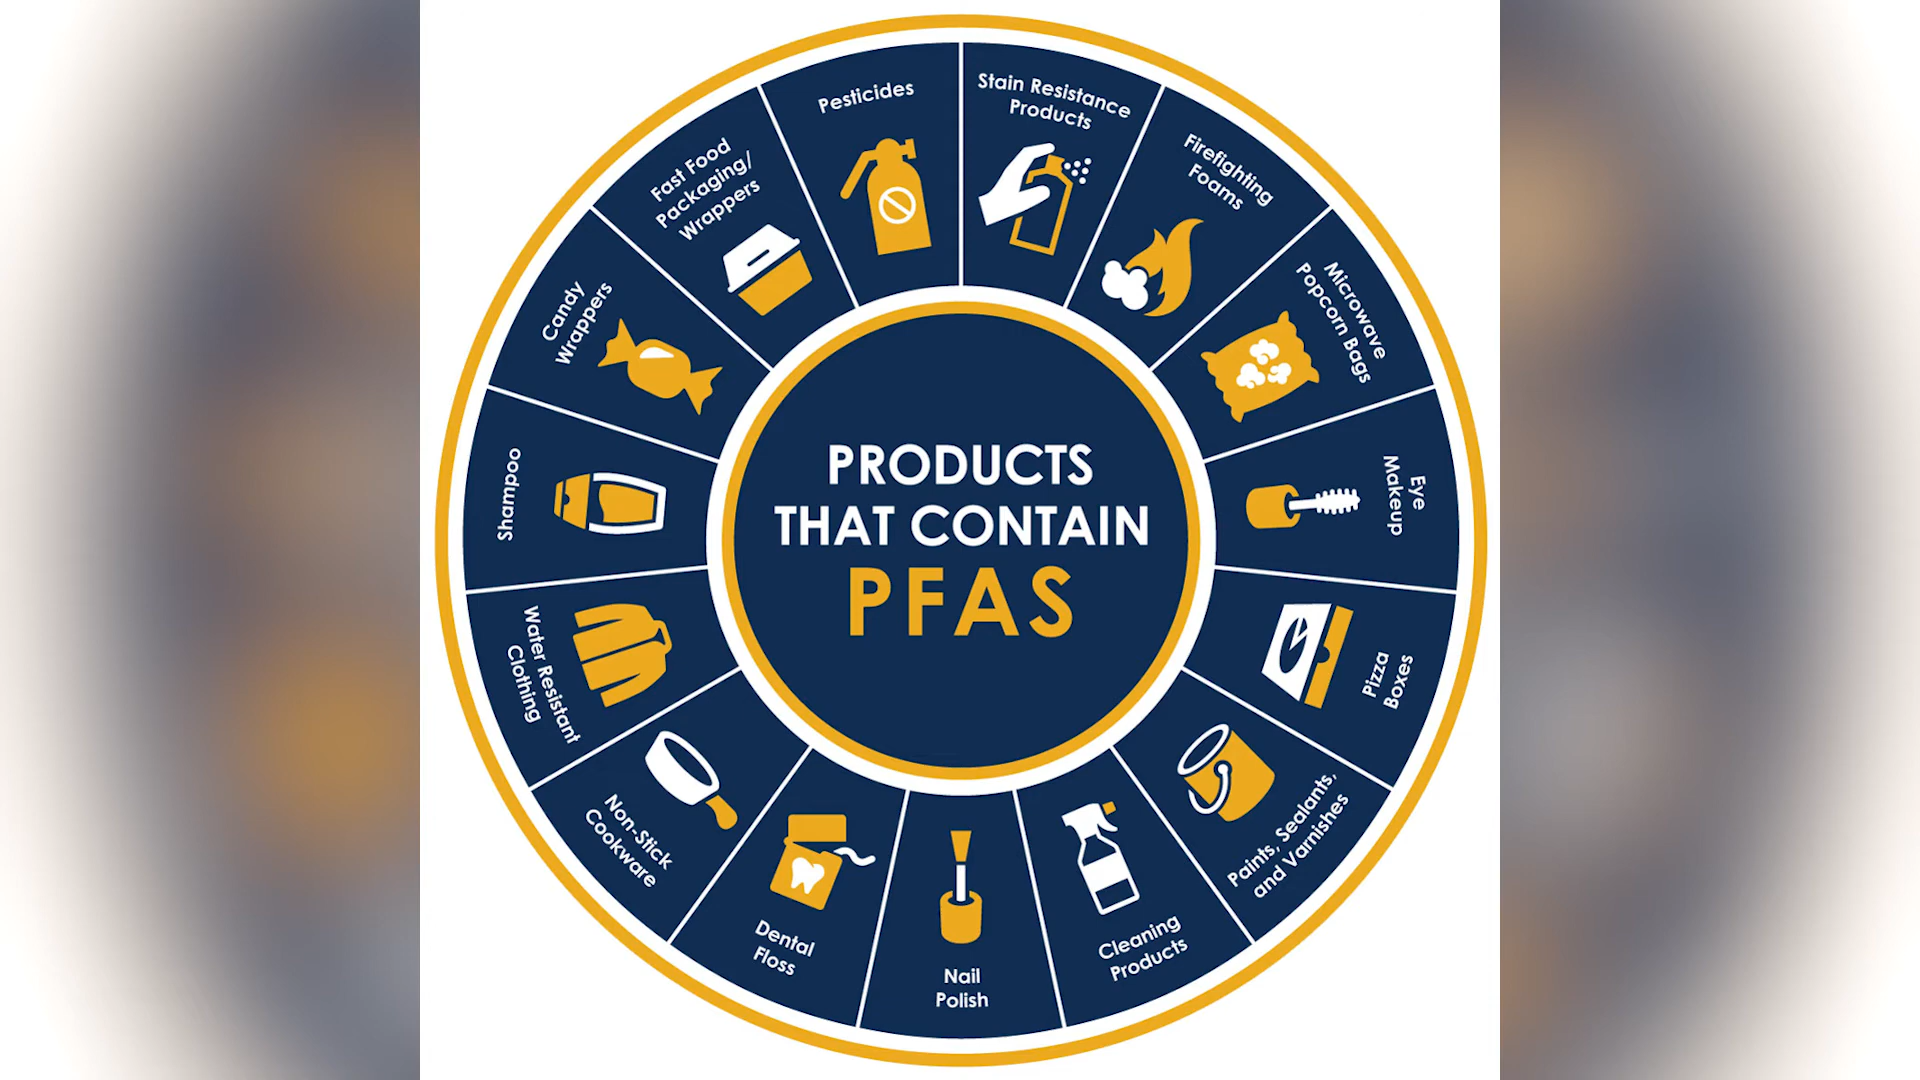 PRODUCTS
THAT CONTAIN
PFAS
Stain Resistance
Products
Firefighting
Foams
Microwave
Popcorn Bags
Eye
Makeup
Pizza
Boxes
Paints, Sealants,
and Varnishes
Cleaning
Products
Nail
Polish
Dental
Floss
Non-Stick
Cookware
Water Resistant
Clothing
Shampoo
Candy
Wrappers
Fast Food
Packaging/
Wrappers
Pesticides